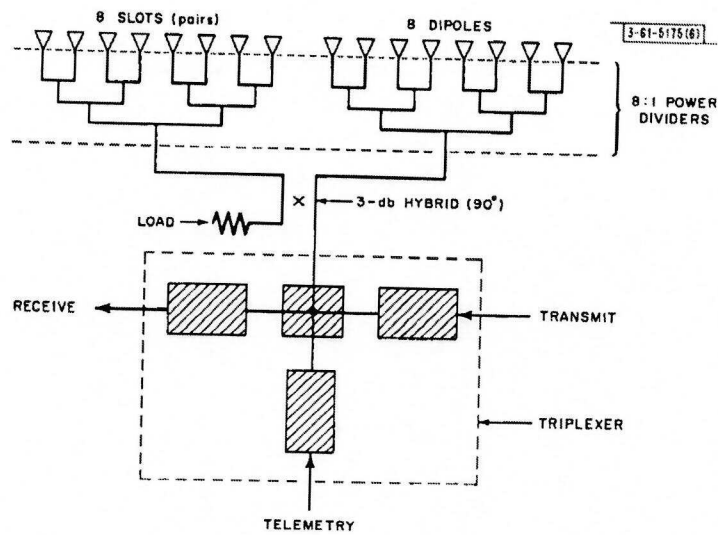 8 SLOTS (pairs)
8 DIPOLES
3-61-5175(6)
8:1 POWER
DIVIDERS
X
3-db HYBRID (90°)
LOAD
RECEIVE
TRANSMIT
TRIPLEXER
TELEMETRY